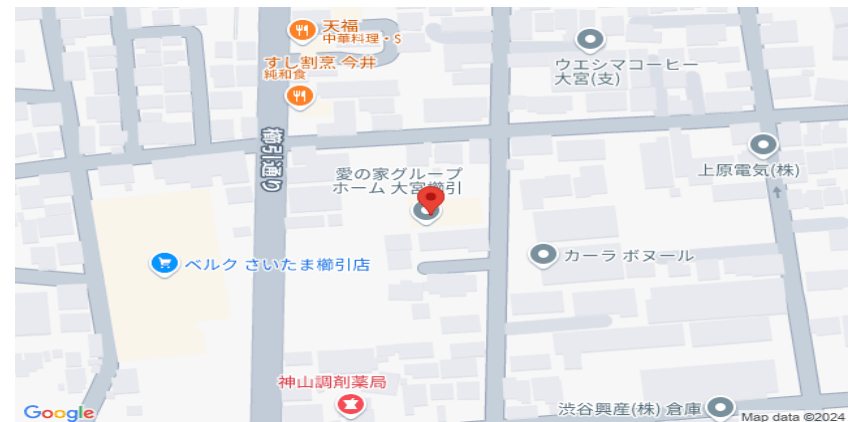 天福
中華料理・S
すし割烹 今井
純和食
ウエシマコーヒー
大宮(支)
櫛引通り
上原電気(株)
愛の家グループ
ホーム 大宮櫛引
カーラ ボヌール
ベルク さいたま櫛引店
神山調剤薬局
渋谷興産(株) 倉庫
Google
Map data ©2024